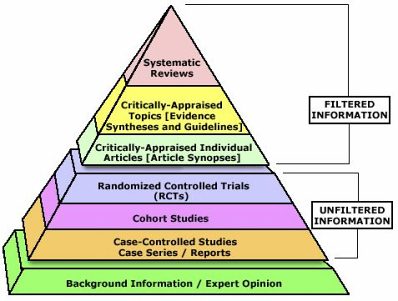 Systematic
Reviews
Critically-Appraised
Topics [Evidence
Syntheses and Guidelines]
Critically-Appraised Individual
Articles [Article Synopses]
FILTERED
INFORMATION
Randomized Controlled Trials
(RCTs)
Cohort Studies
UNFILTERED
INFORMATION
Case-Controlled Studies
Case Series / Reports
Background Information / Expert Opinion